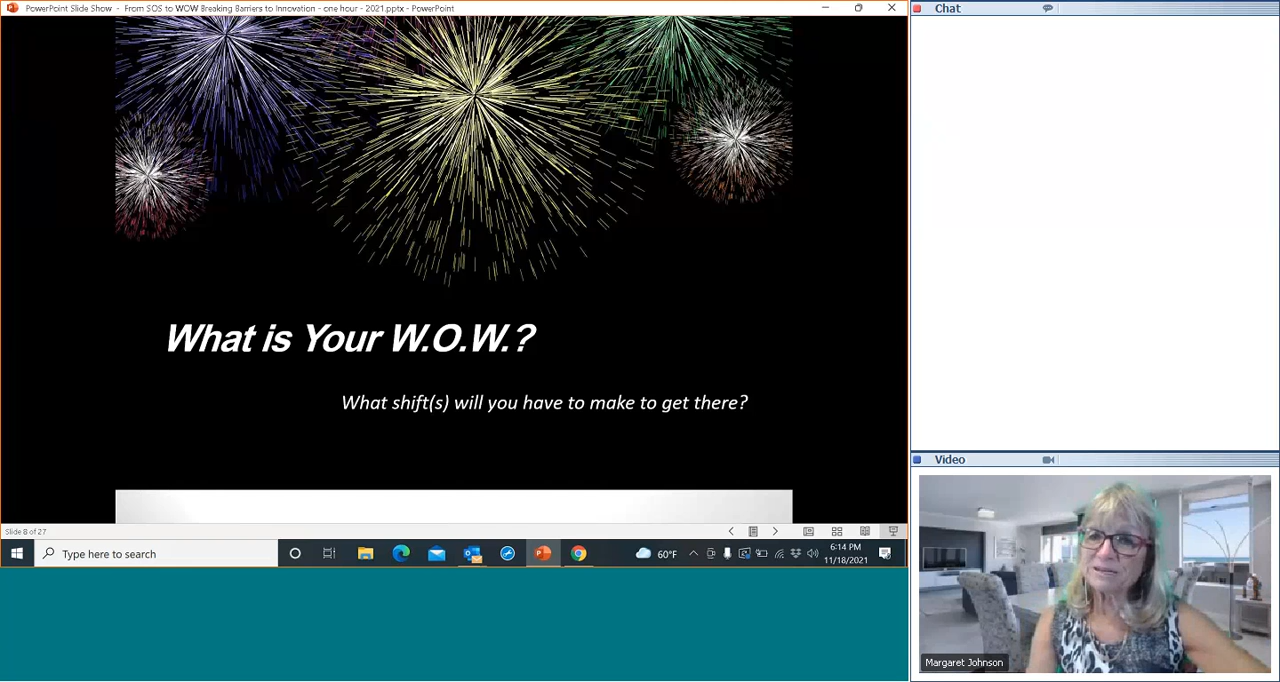 PowerPoint Slide Show - From SOS to WOW Breaking Barriers to Innovation - one hour - 2021.pptx - PowerPoint
Chat
What is Your W.O.W.?
What shift(s) will you have to make to get there?
Video
Slide 8 of 27
Type here to search
60°F
6:14 PM
11/18/2021
Margaret Johnson